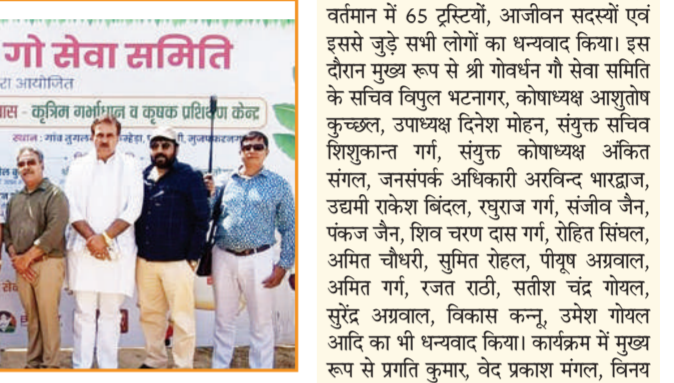 गो सेवा समिति
रा आयोजित
ास - कृत्रिम गर्भाधान व कृषक प्रशिक्षण केन्द्र
स्थान : गांव तुगल
वर्तमान में 65 ट्रस्टियों, आजीवन सदस्यों एवं
इससे जुड़े सभी लोगों का धन्यवाद किया। इस
दौरान मुख्य रूप से श्री गोवर्धन गौ सेवा समिति
के सचिव विपुल भटनागर, कोषाध्यक्ष आशुतोष
कुच्छल, उपाध्यक्ष दिनेश मोहन, संयुक्त सचिव
शिशुकान्त गर्ग, संयुक्त कोषाध्यक्ष अंकित
संगल, जनसंपर्क अधिकारी अरविन्द भारद्वाज,
उद्यमी राकेश बिंदल, रघुराज गर्ग, संजीव जैन,
पंकज जैन, शिव चरण दास गर्ग, रोहित सिंघल,
अमित चौधरी, सुमित रोहल, पीयूष अग्रवाल,
अमित गर्ग, रजत राठी, सतीश चंद्र गोयल,
सुरेंद्र अग्रवाल, विकास कन्नू, उमेश गोयल
आदि का भी धन्यवाद किया। कार्यक्रम में मुख्य
रूप से प्रगति कुमार, वेद प्रकाश मंगल, विनय